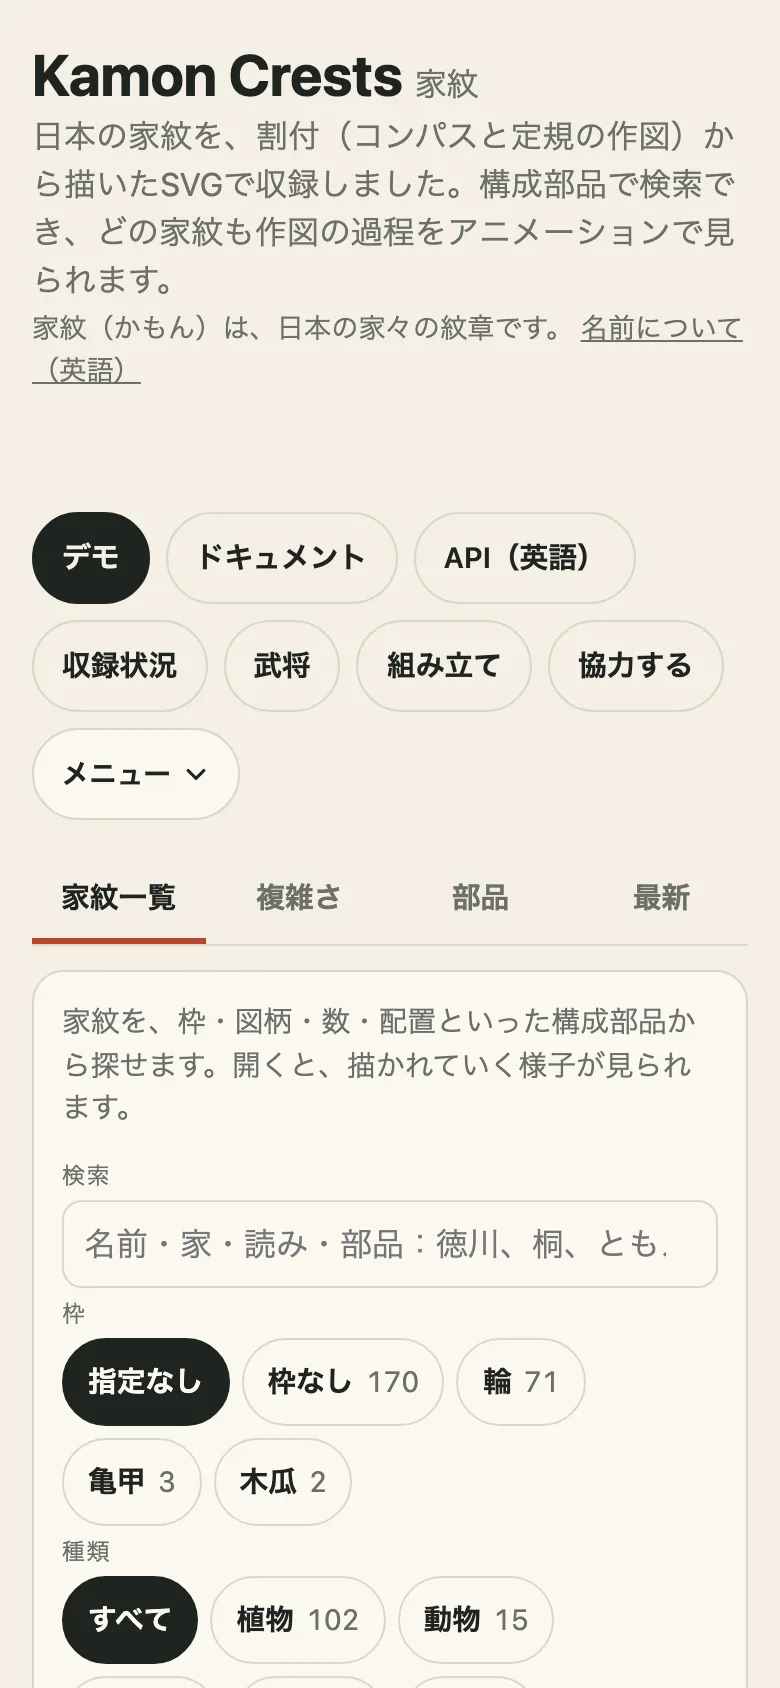 Kamon Crests 家紋
日本の家紋を、割付（コンパスと定規の作図）か
ら描いたSVGで収録しました。構成部品で検索で
き、どの家紋も作図の過程をアニメーションで見
られます。
家紋（かもん）は、日本の家々の紋章です。 名前について
（英語）
デモ ドキュメント API（英語）
収録状況 武将 組み立て 協力する
メニュー
家紋一覧 複雑さ 部品 最新
家紋を、枠・図柄・数・配置といった構成部品か
ら探せます。開くと、描かれていく様子が見られ
ます。
検索
名前・家・読み・部品：徳川、桐、とも.
枠
指定なし 枠なし 170 輪 71
亀甲 3 木瓜 2
種類
すべて 植物 102 動物 15